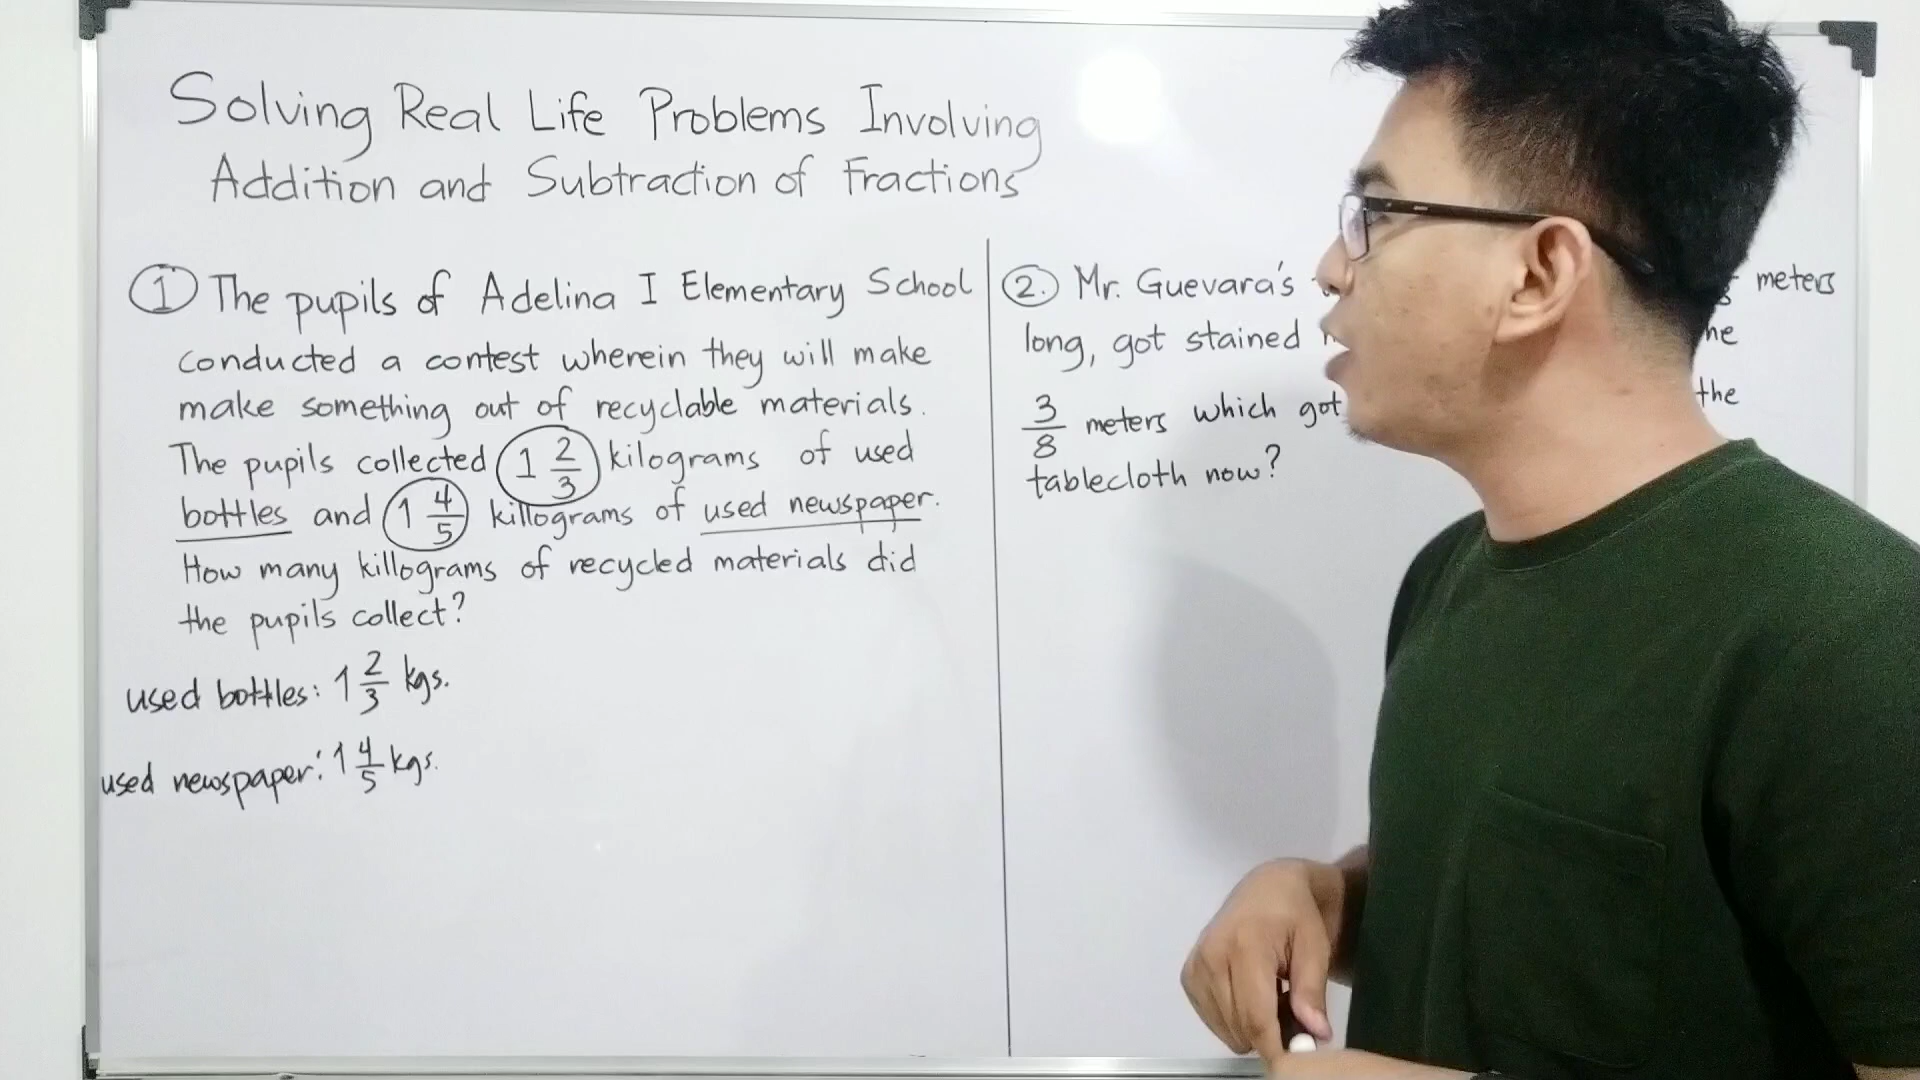 Solving Real Life Problems Involving
Addition and Subtraction of Fractions
1 The pupils of Adelina I Elementary School
conducted a contest wherein they will make
make something out of recyclable materials.
The pupils collected 1 2/3 kilograms of used
bottles and 1 4/5 killograms of used newspaper.
How many killograms of recycled materials did
the pupils collect?
used bottles: 1 2/3 kgs.
used newspaper: 1 4/5 kgs.
2. Mr. Guevara's meters
long, got stained
3/8 meters which got the
tablecloth now?